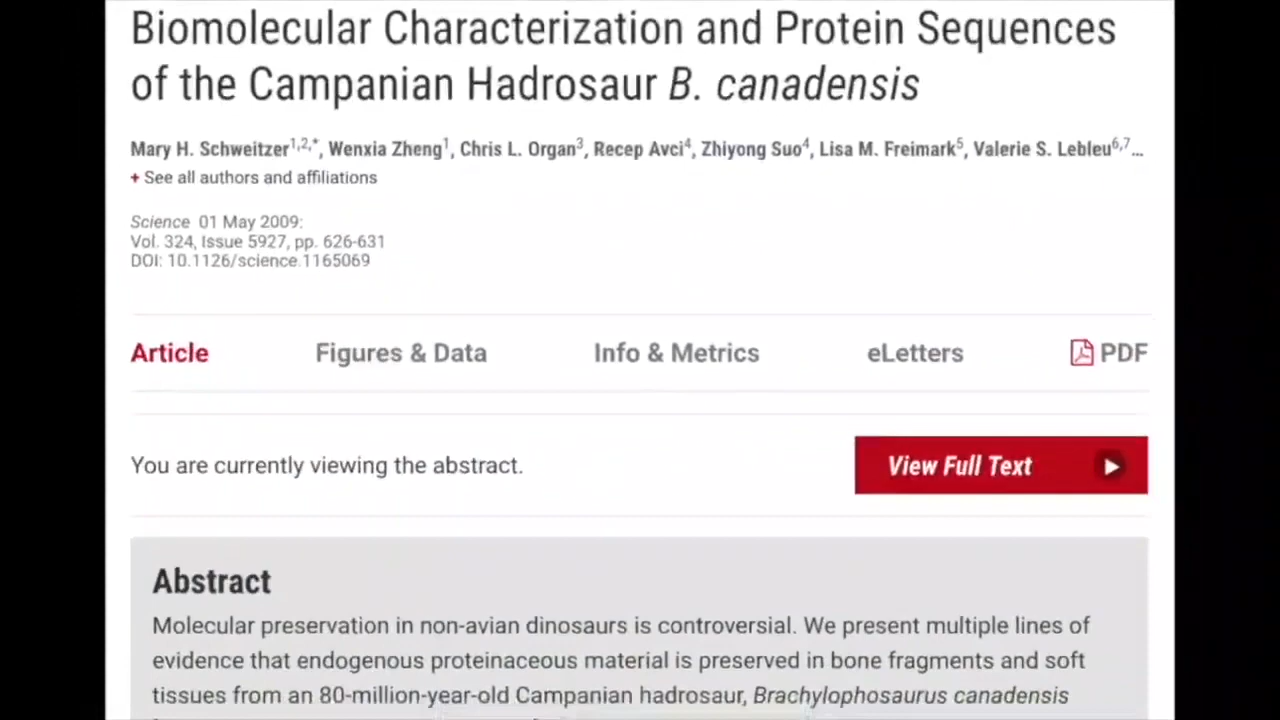 Biomolecular Characterization and Protein Sequences
of the Campanian Hadrosaur B. canadensis
Mary H. Schweitzer1,2,*, Wenxia Zheng1, Chris L. Organ3, Recep Avci4, Zhiyong Suo4, Lisa M. Freimark5, Valerie S. Lebleu6,7...
+ See all authors and affiliations
Science 01 May 2009:
Vol. 324, Issue 5927, pp. 626-631
DOI: 10.1126/science.1165069
Article Figures & Data Info & Metrics eLetters PDF
You are currently viewing the abstract.
View Full Text
Abstract
Molecular preservation in non-avian dinosaurs is controversial. We present multiple lines of
evidence that endogenous proteinaceous material is preserved in bone fragments and soft
tissues from an 80-million-year-old Campanian hadrosaur, Brachylophosaurus canadensis